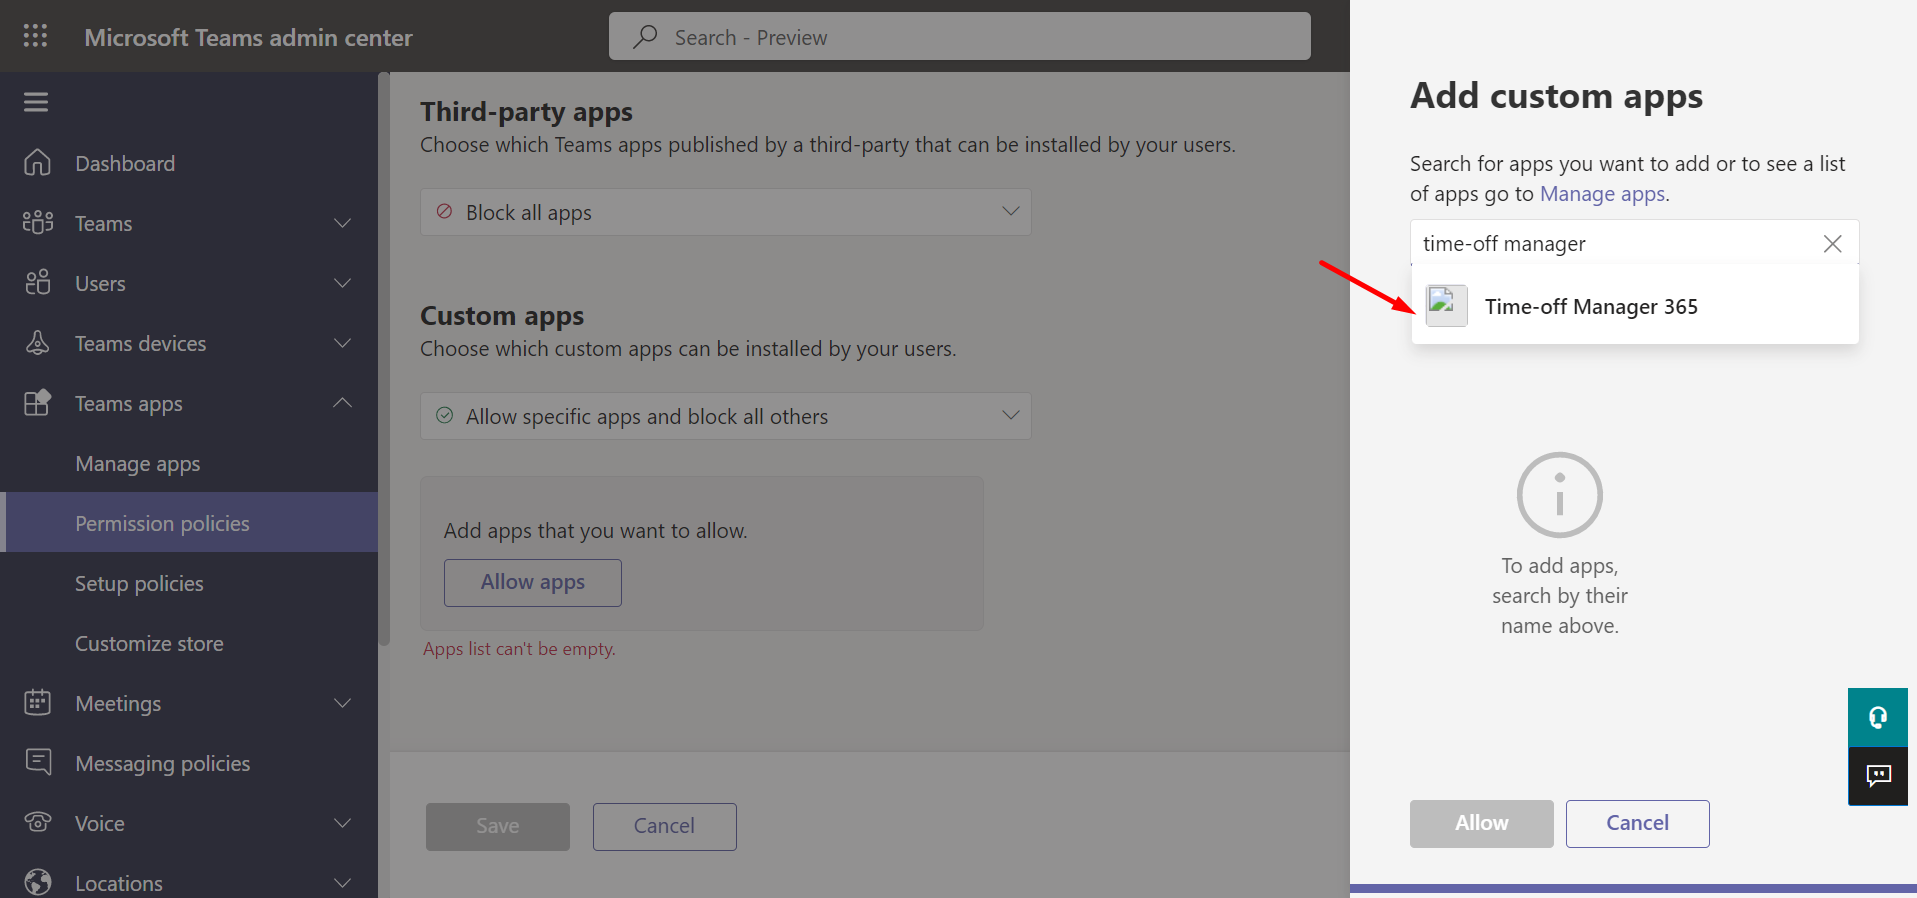 Microsoft Teams admin center
Search - Preview
Dashboard
Teams
Users
Teams devices
Teams apps
Manage apps
Permission policies
Setup policies
Customize store
Meetings
Messaging policies
Voice
Locations
Third-party apps
Choose which Teams apps published by a third-party that can be installed by your users.
Block all apps
Custom apps
Choose which custom apps can be installed by your users.
Allow specific apps and block all others
Add apps that you want to allow.
Allow apps
Apps list can't be empty.
Save
Cancel
Add custom apps
Search for apps you want to add or to see a list
of apps go to Manage apps.
time-off manager
Time-off Manager 365
To add apps,
search by their
name above.
Allow
Cancel